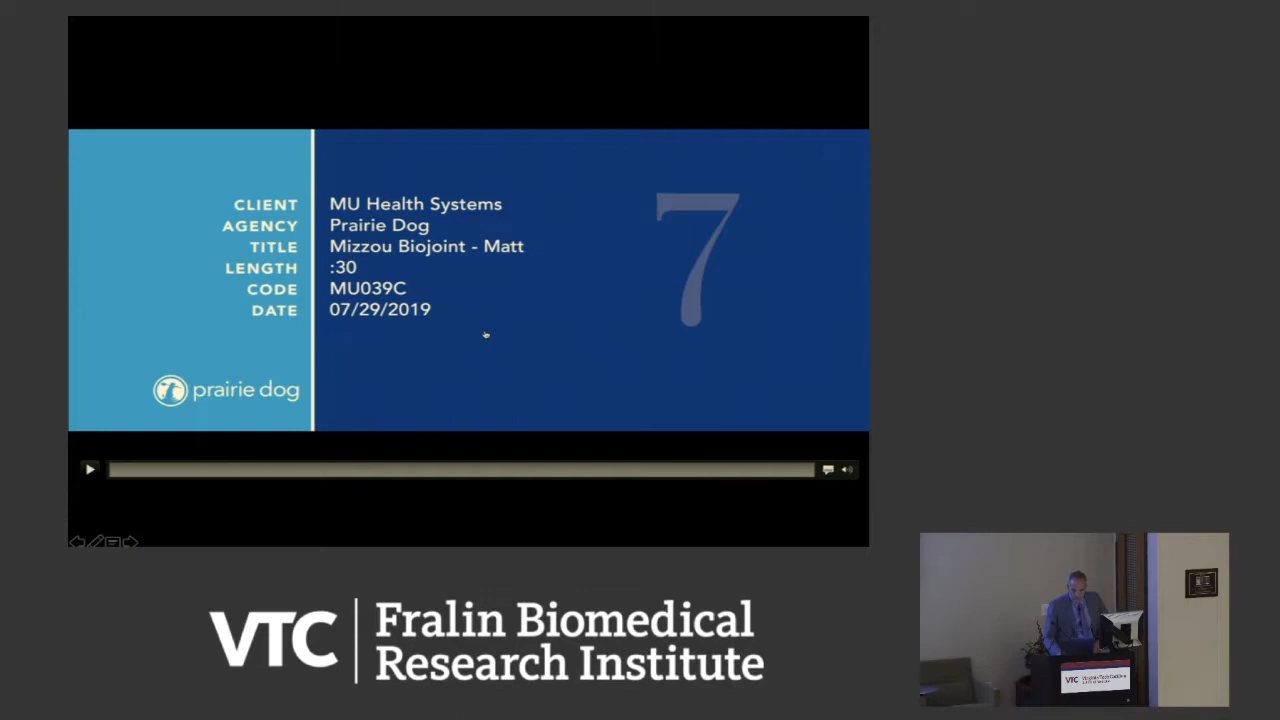 CLIENT MU Health Systems
AGENCY Prairie Dog
TITLE Mizzou Biojoint - Matt
LENGTH :30
CODE MU039C
DATE 07/29/2019
7
prairie dog
VTC Fralin Biomedical
Research Institute
VTC